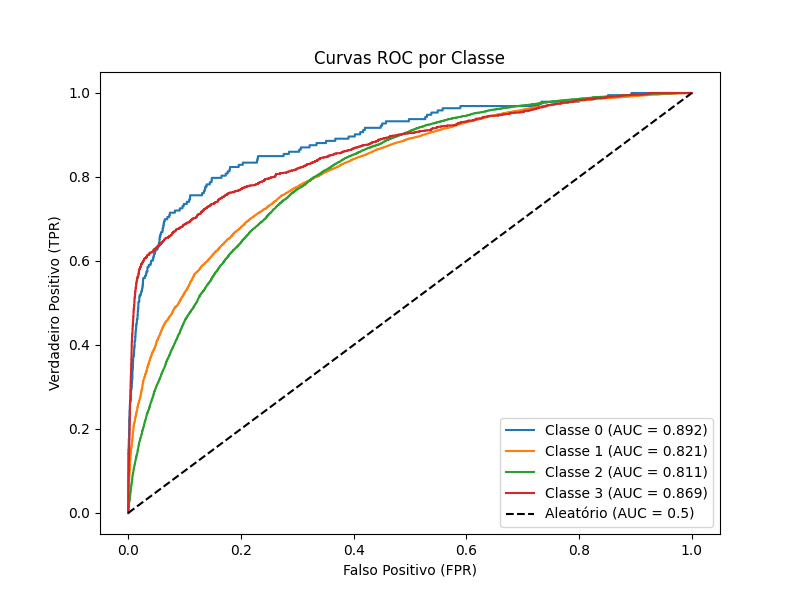 Curvas ROC por Classe
Verdadeiro Positivo (TPR)
1.0
0.8
0.6
0.4
0.2
0.0
0.0 0.2 0.4 0.6 0.8 1.0
Falso Positivo (FPR)
Classe 0 (AUC = 0.892)
Classe 1 (AUC = 0.821)
Classe 2 (AUC = 0.811)
Classe 3 (AUC = 0.869)
Aleatório (AUC = 0.5)